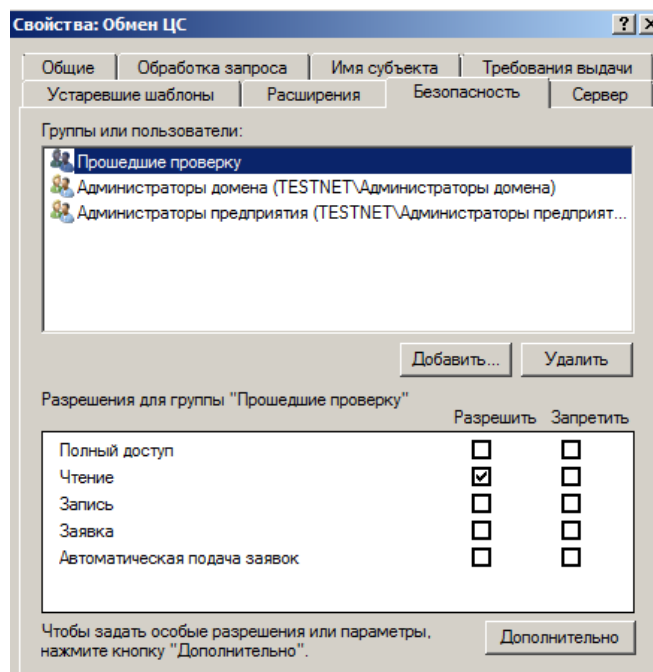 Свойства: Обмен ЦС
Общие
Обработка запроса
Имя субъекта
Требования выдачи
Устаревшие шаблоны
Расширения
Безопасность
Сервер
Группы или пользователи:
Прошедшие проверку
Администраторы домена (TESTNET\Администраторы домена)
Администраторы предприятия (TESTNET\Администраторы предприят...
Добавить...
Удалить
Разрешения для группы "Прошедшие проверку"
Разрешить Запретить
Полный доступ
Чтение
Запись
Заявка
Автоматическая подача заявок
Чтобы задать особые разрешения или параметры,
нажмите кнопку "Дополнительно".
Дополнительно